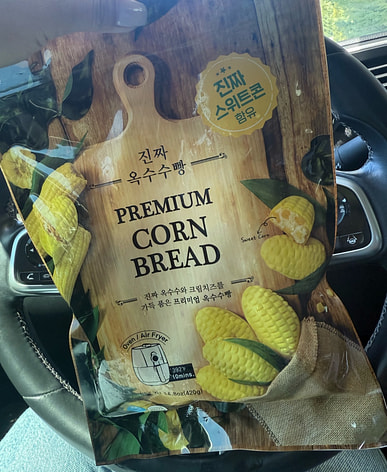 진짜
스위트콘
함유
진짜
옥수수빵
PREMIUM
CORN
BREAD
Sweet Corn
진짜 옥수수와 크림치즈를
가득 품은 프리미엄 옥수수빵
Oven / Air Fryer
392°F
10mins.
(420g)